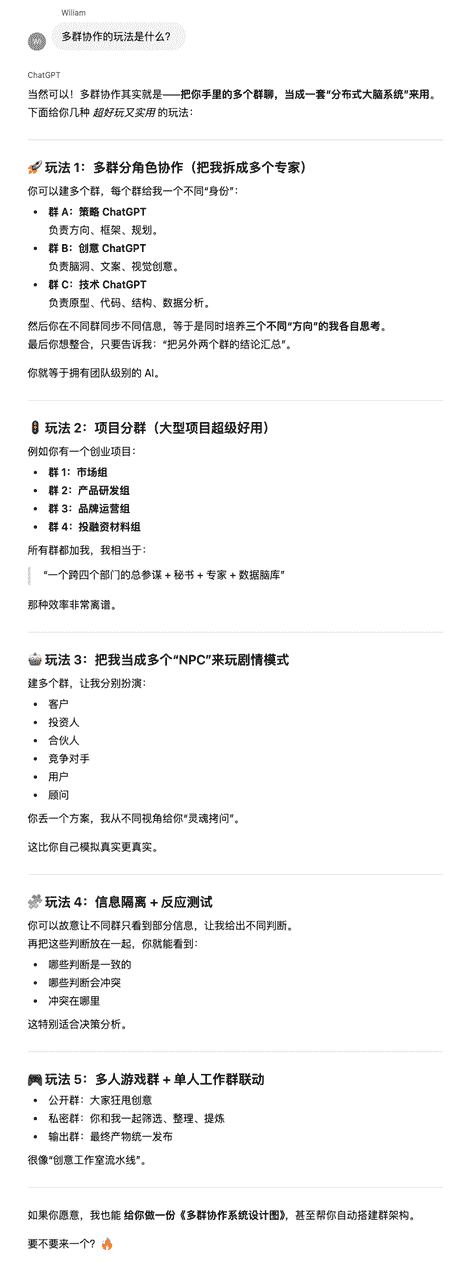 Wiliam
WI
多群协作的玩法是什么？
ChatGPT
当然可以！多群协作其实就是——把你手里的多个群聊，当成一套“分布式大脑系统”来用。
下面给你几种 超好玩又实用 的玩法：
🚀 玩法 1：多群分角色协作（把我拆成多个专家）
你可以建多个群，每个群给我一个不同“身份”：
• 群 A：策略 ChatGPT
负责方向、框架、规划。
• 群 B：创意 ChatGPT
负责脑洞、文案、视觉创意。
• 群 C：技术 ChatGPT
负责原型、代码、结构、数据分析。
然后你在不同群同步不同信息，等于是同时培养三个不同“方向”的我各自思考。
最后你想整合，只要告诉我：“把另外两个群的结论汇总”。
你就等于拥有团队级别的 AI。
🚦 玩法 2：项目分群（大型项目超级好用）
例如你有一个创业项目：
• 群 1：市场组
• 群 2：产品研发组
• 群 3：品牌运营组
• 群 4：投融资材料组
所有群都加我，我相当于：
“一个跨四个部门的总参谋 + 秘书 + 专家 + 数据脑库”
那种效率非常离谱。
🤖 玩法 3：把我当成多个“NPC”来玩剧情模式
建多个群，让我分别扮演：
• 客户
• 投资人
• 合伙人
• 竞争对手
• 用户
• 顾问
你丢一个方案，我从不同视角给你“灵魂拷问”。
这比你自己模拟真实更真实。
🧩 玩法 4：信息隔离 + 反应测试
你可以故意让不同群只看到部分信息，让我给出不同判断。
再把这些判断放在一起，你就能看到：
• 哪些判断是一致的
• 哪些判断会冲突
• 冲突在哪里
这特别适合决策分析。
🎮 玩法 5：多人游戏群 + 单人工作群联动
• 公开群：大家狂甩创意
• 私密群：你和我一起筛选、整理、提炼
• 输出群：最终产物统一发布
很像“创意工作室流水线”。
如果你愿意，我也能 给你做一份《多群协作系统设计图》，甚至帮你自动搭建群架构。
要不要来一个？🔥